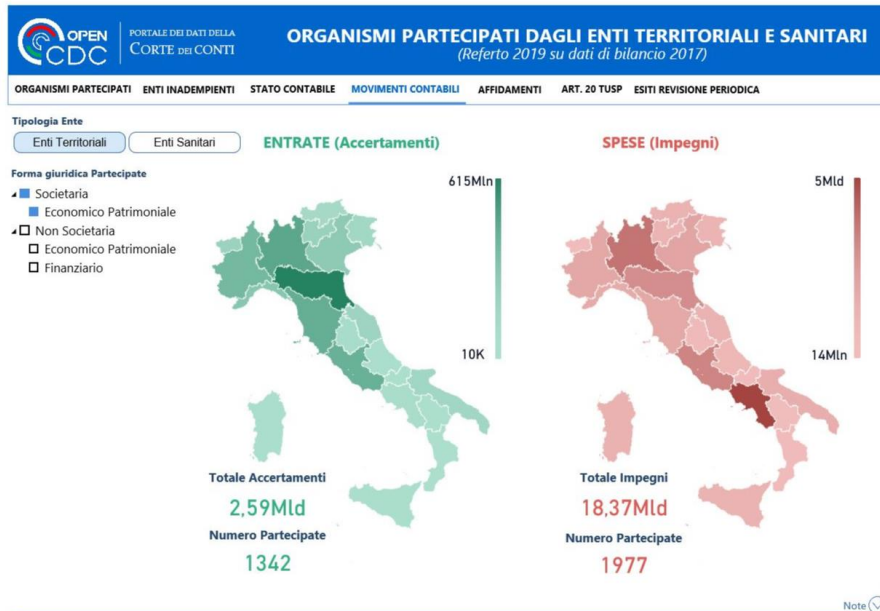 OPEN
CDC
PORTALE DEI DATI DELLA
CORTE DEI CONTI
ORGANISMI PARTECIPATI DAGLI ENTI TERRITORIALI E SANITARI
(Referto 2019 su dati di bilancio 2017)
ORGANISMI PARTECIPATI ENTI INADEMPIENTI STATO CONTABILE MOVIMENTI CONTABILI AFFIDAMENTI ART. 20 TUSP ESITI REVISIONE PERIODICA
Tipologia Ente
Enti Territoriali Enti Sanitari
Forma giuridica Partecipate
Societaria
Economico Patrimoniale
Non Societaria
Economico Patrimoniale
Finanziario
ENTRATE (Accertamenti)
615Mln
10K
Totale Accertamenti
2,59Mld
Numero Partecipate
1342
SPESE (Impegni)
5Mld
14Mln
Totale Impegni
18,37Mld
Numero Partecipate
1977
Note